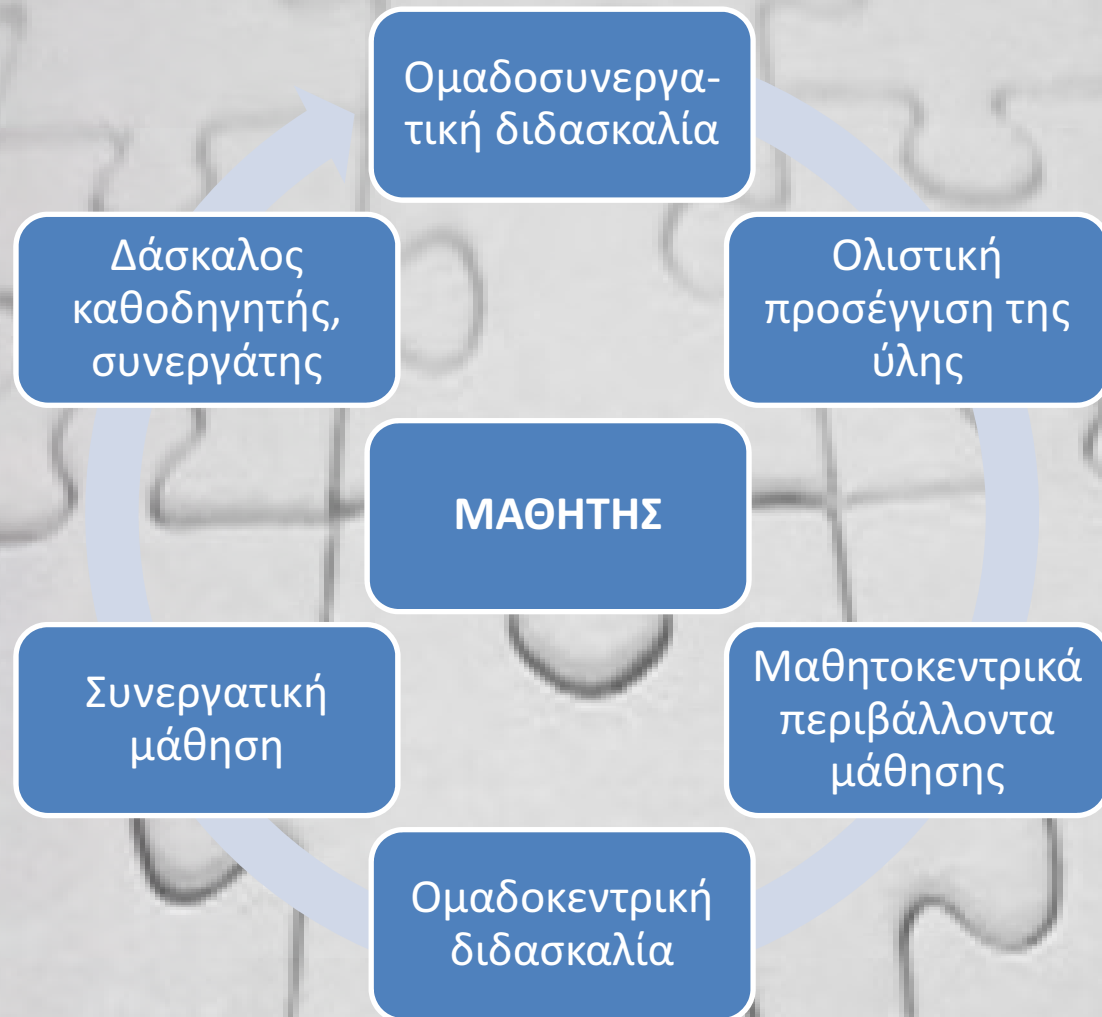 Ομαδοσυνεργα-
τική διδασκαλία
Ολιστική
προσέγγιση της
ύλης
Μαθητοκεντρικά
περιβάλλοντα
μάθησης
Ομαδοκεντρική
διδασκαλία
Συνεργατική
μάθηση
Δάσκαλος
καθοδηγητής,
συνεργάτης
ΜΑΘΗΤΗΣ